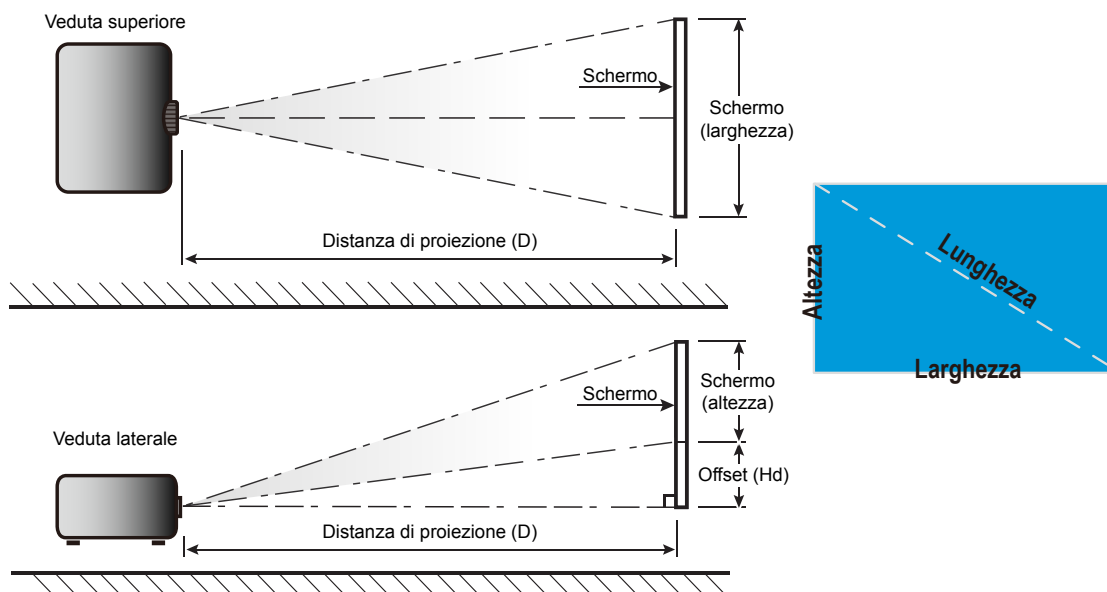 Veduta superiore
Schermo
Schermo
(larghezza)
Distanza di proiezione (D)
Altezza
Lunghezza
Larghezza
Veduta laterale
Schermo
Schermo
(altezza)
Offset (Hd)
Distanza di proiezione (D)